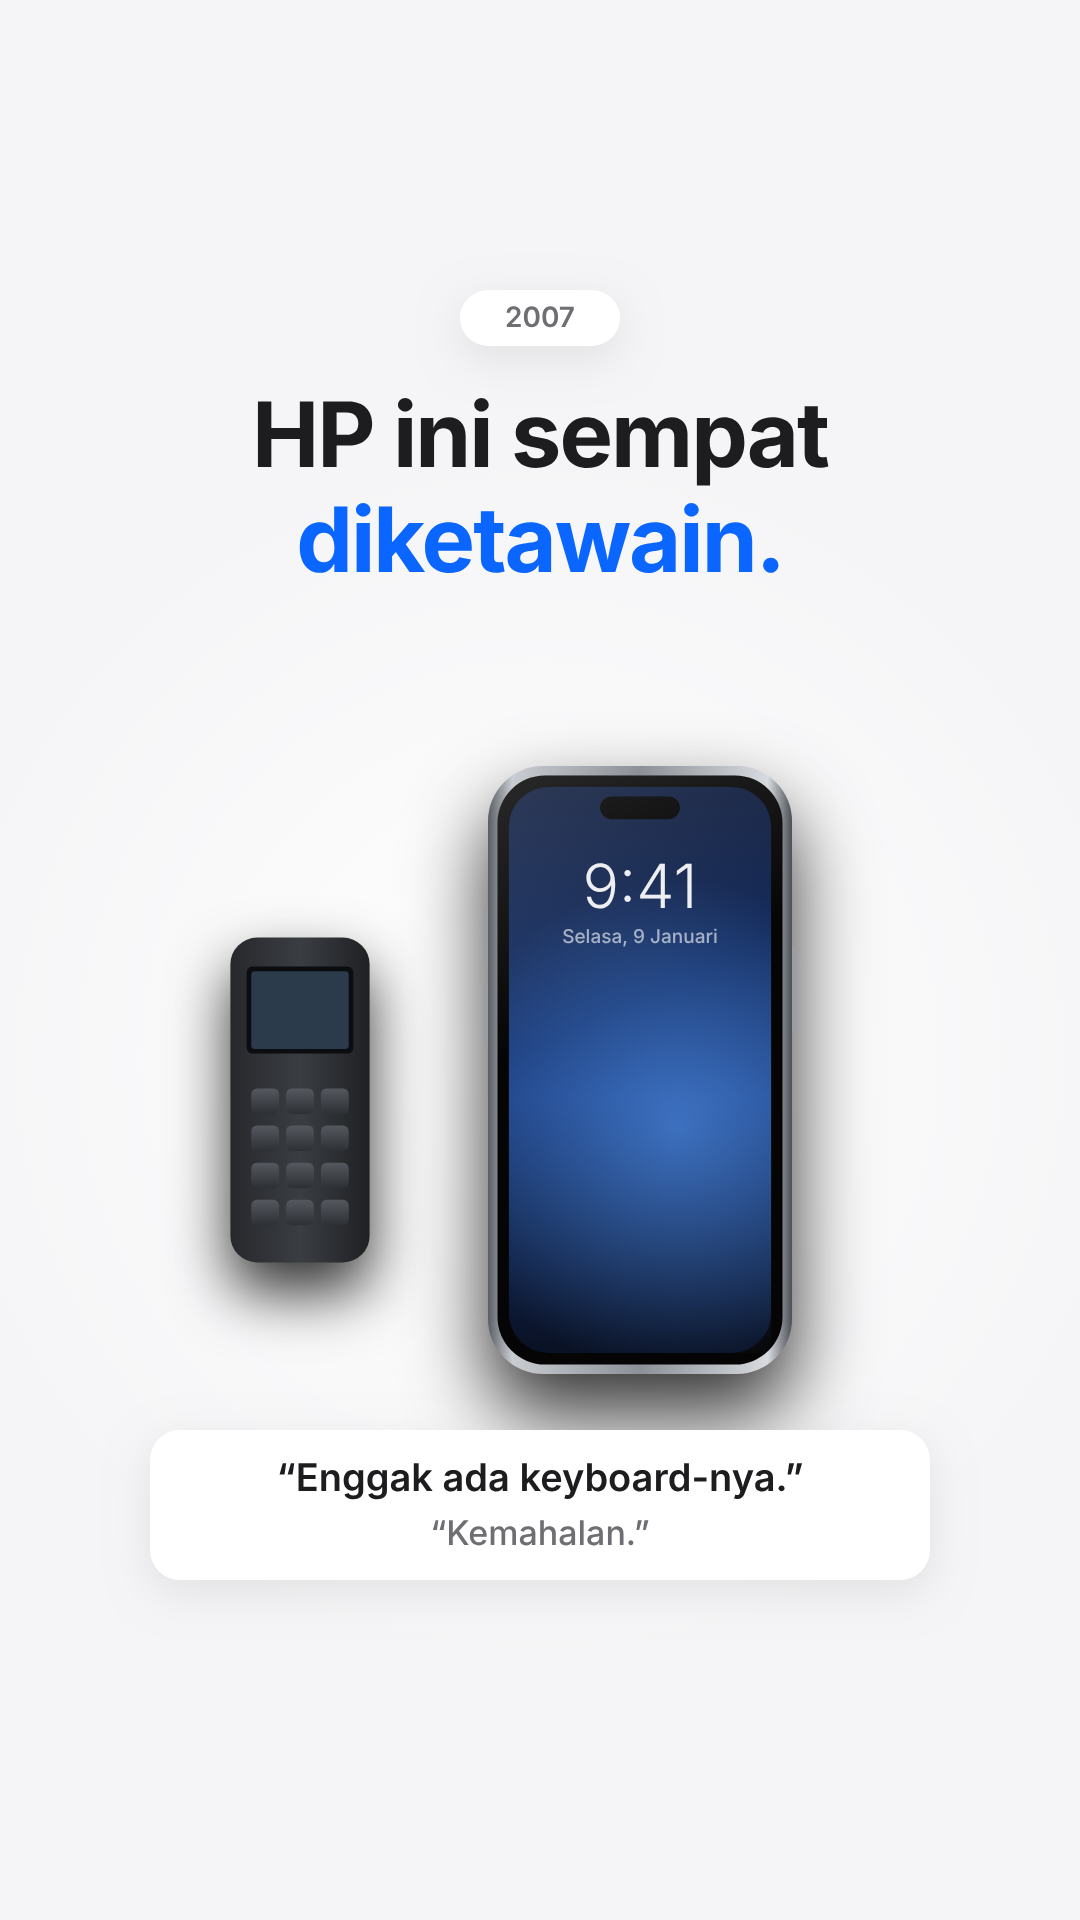 2007
HP ini sempat
diketawain.
9:41
Selasa, 9 Januari
“Enggak ada keyboard-nya.”
“Kemahalan.”